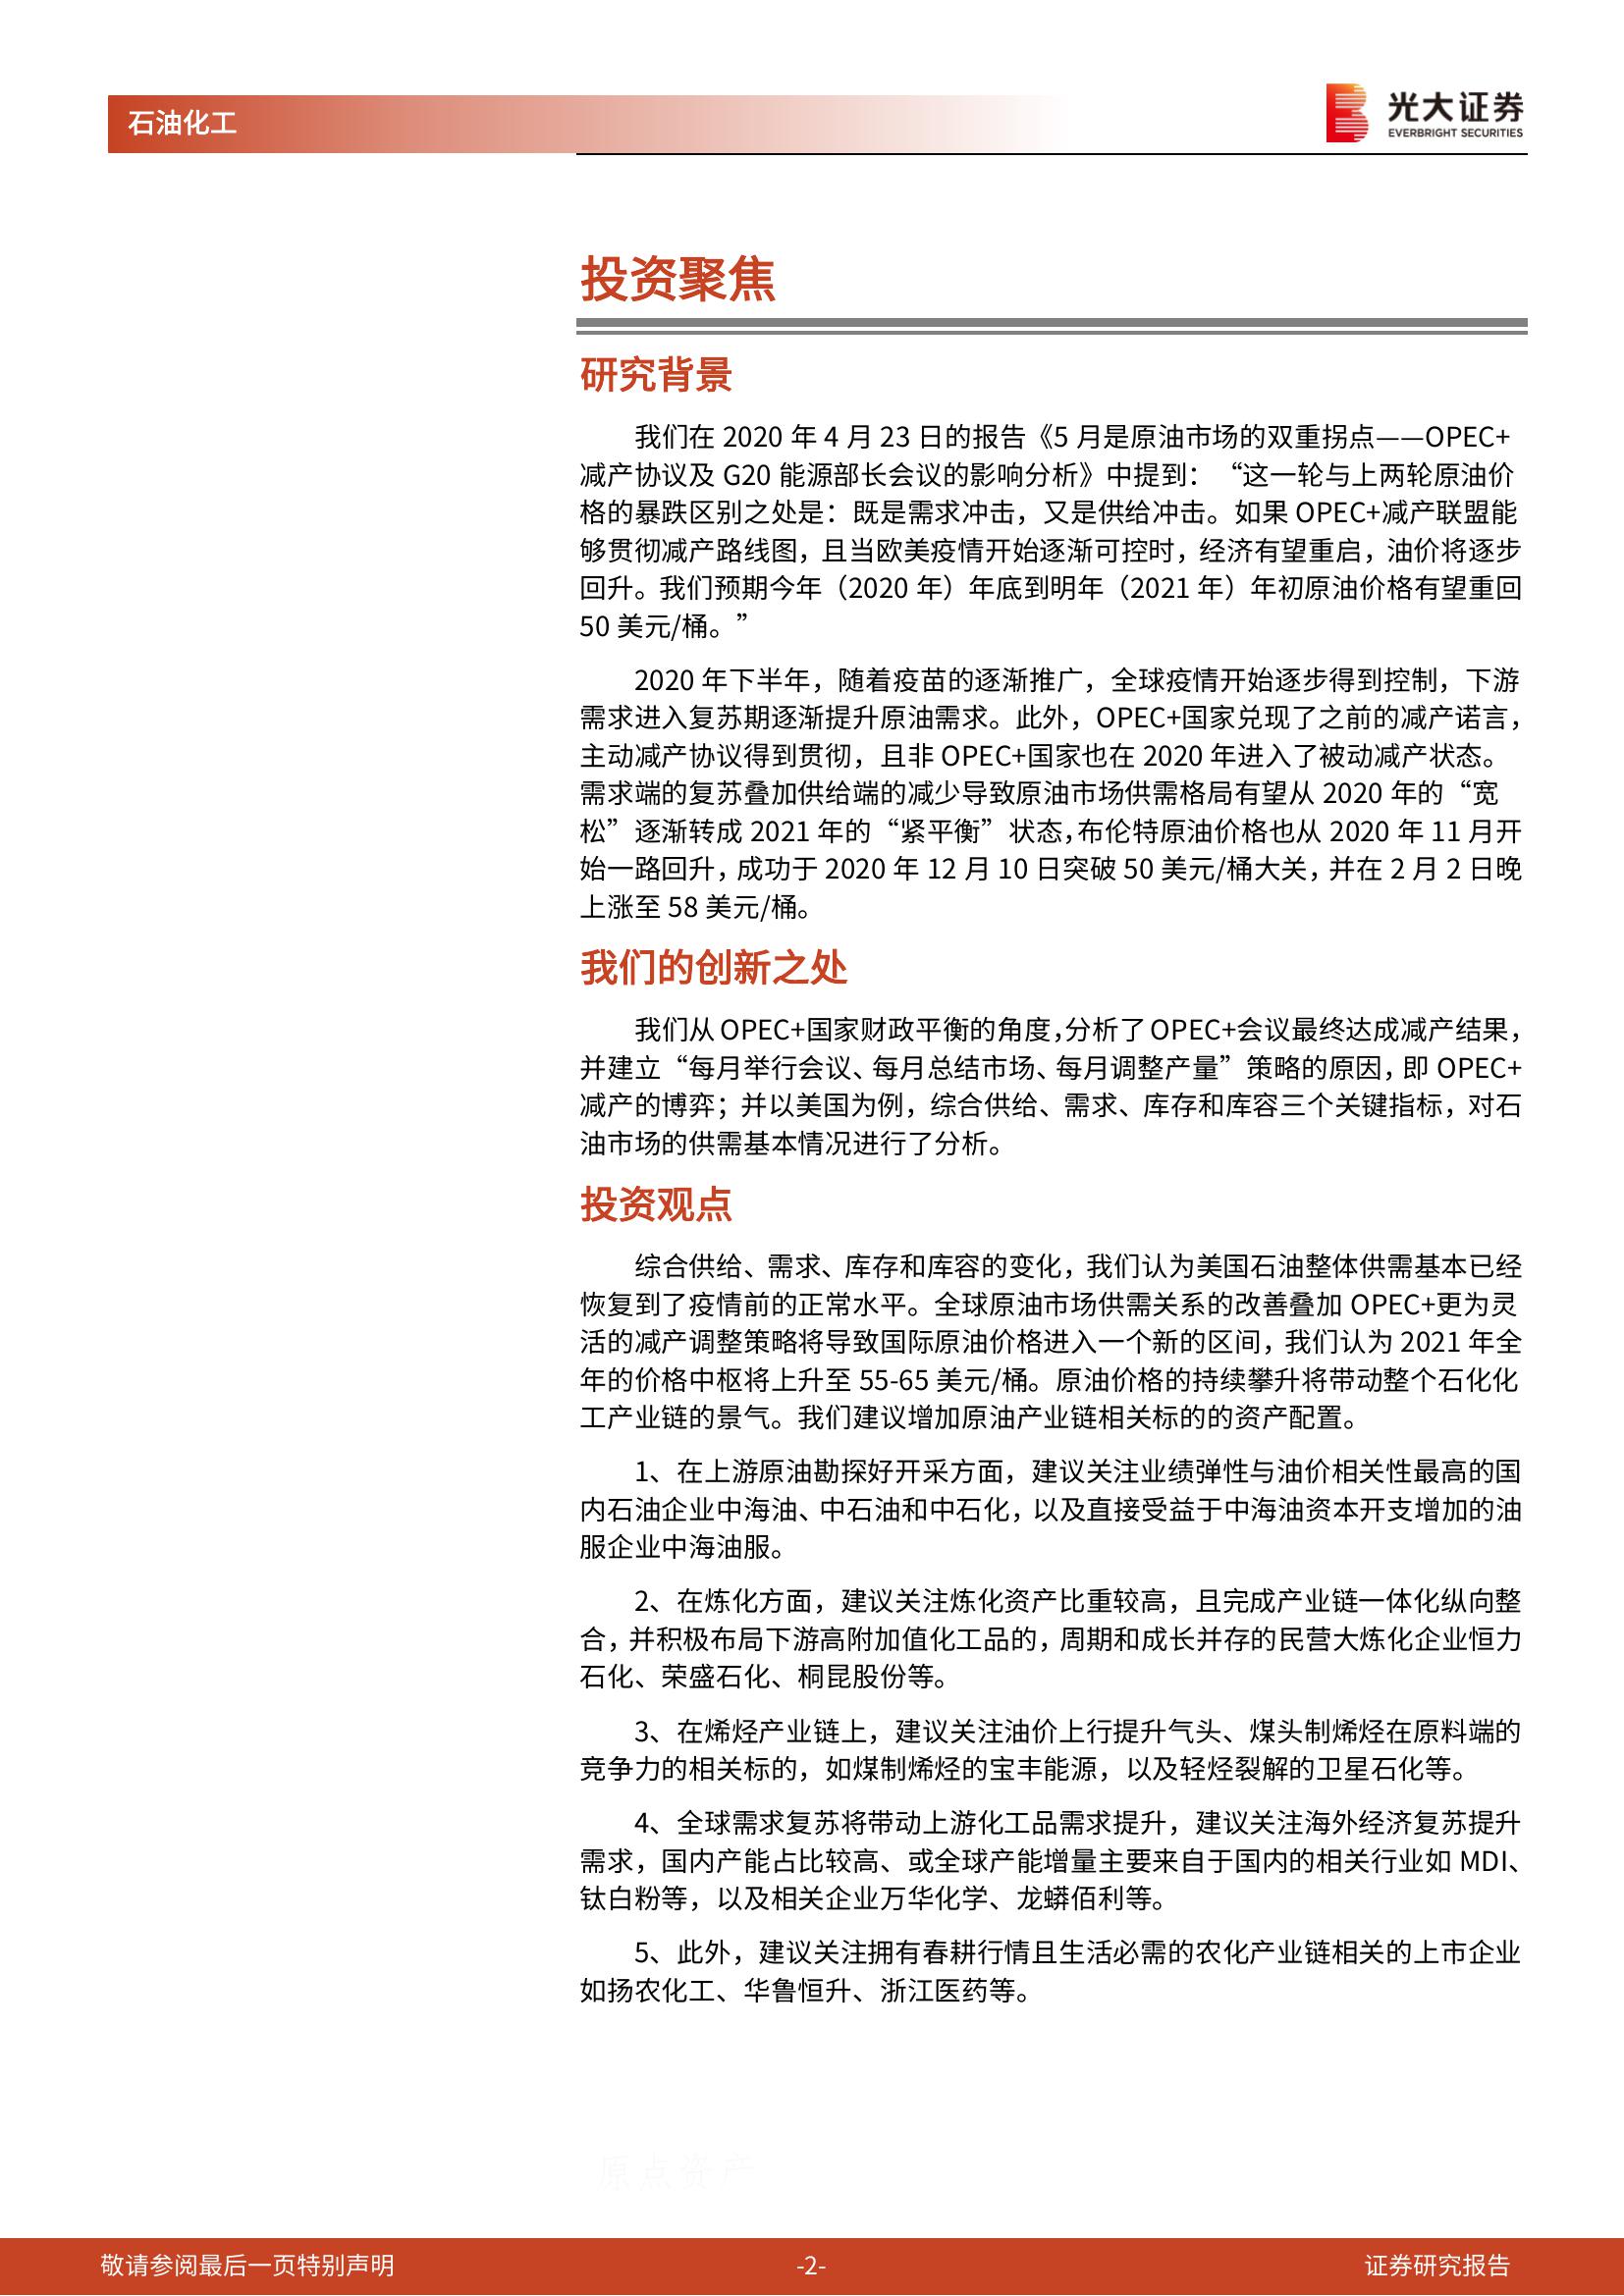 石油化工
光大证券
EVERBRIGHT SECURITIES
投资聚焦
研究背景
我们在 2020 年 4 月 23 日的报告《5 月是原油市场的双重拐点——OPEC+
减产协议及 G20 能源部长会议的影响分析》中提到：“这一轮与上两轮原油价
格的暴跌区别之处是：既是需求冲击，又是供给冲击。如果 OPEC+减产联盟能
够贯彻减产路线图，且当欧美疫情开始逐渐可控时，经济有望重启，油价将逐步
回升。我们预期今年（2020 年）年底到明年（2021 年）年初原油价格有望重回
50 美元/桶。”
2020 年下半年，随着疫苗的逐渐推广，全球疫情开始逐步得到控制，下游
需求进入复苏期逐渐提升原油需求。此外，OPEC+国家兑现了之前的减产诺言，
主动减产协议得到贯彻，且非 OPEC+国家也在 2020 年进入了被动减产状态。
需求端的复苏叠加供给端的减少导致原油市场供需格局有望从 2020 年的“宽
松”逐渐转成 2021 年的“紧平衡”状态，布伦特原油价格也从 2020 年 11 月开
始一路回升，成功于 2020 年 12 月 10 日突破 50 美元/桶大关，并在 2 月 2 日晚
上涨至 58 美元/桶。
我们的创新之处
我们从 OPEC+国家财政平衡的角度，分析了 OPEC+会议最终达成减产结果，
并建立“每月举行会议、每月总结市场、每月调整产量”策略的原因，即 OPEC+
减产的博弈；并以美国为例，综合供给、需求、库存和库容三个关键指标，对石
油市场的供需基本情况进行了分析。
投资观点
综合供给、需求、库存和库容的变化，我们认为美国石油整体供需基本已经
恢复到了疫情前的正常水平。全球原油市场供需关系的改善叠加 OPEC+更为灵
活的减产调整策略将导致国际原油价格进入一个新的区间，我们认为 2021 年全
年的价格中枢将上升至 55-65 美元/桶。原油价格的持续攀升将带动整个石化化
工产业链的景气。我们建议增加原油产业链相关标的的资产配置。
1、在上游原油勘探好开采方面，建议关注业绩弹性与油价相关性最高的国
内石油企业中海油、中石油和中石化，以及直接受益于中海油资本开支增加的油
服企业中海油服。
2、在炼化方面，建议关注炼化资产比重较高，且完成产业链一体化纵向整
合，并积极布局下游高附加值化工品的，周期和成长并存的民营大炼化企业恒力
石化、荣盛石化、桐昆股份等。
3、在烯烃产业链上，建议关注油价上行提升气头、煤头制烯烃在原料端的
竞争力的相关标的，如煤制烯烃的宝丰能源，以及轻烃裂解的卫星石化等。
4、全球需求复苏将带动上游化工品需求提升，建议关注海外经济复苏提升
需求，国内产能占比较高、或全球产能增量主要来自于国内的相关行业如 MDI、
钛白粉等，以及相关企业万华化学、龙蟒佰利等。
5、此外，建议关注拥有春耕行情且生活必需的农化产业链相关的上市企业
如扬农化工、华鲁恒升、浙江医药等。
原点资产
敬请参阅最后一页特别声明
-2-
证券研究报告